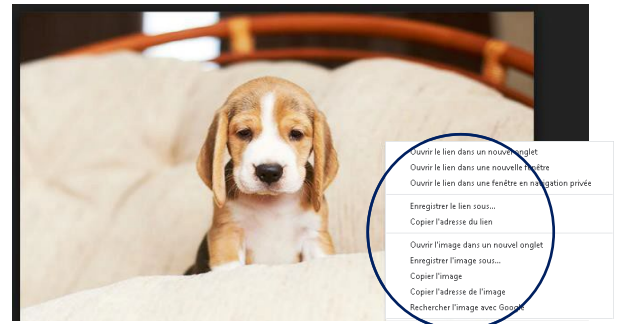 Ouvrir le lien dans un nouvel onglet
Ouvrir le lien dans une nouvelle fenêtre
Ouvrir le lien dans une fenêtre en navigation privée
Enregistrer le lien sous...
Copier l'adresse du lien
Ouvrir l'image dans un nouvel onglet
Enregistrer l'image sous...
Copier l'image
Copier l'adresse de l'image
Rechercher l'image avec Google